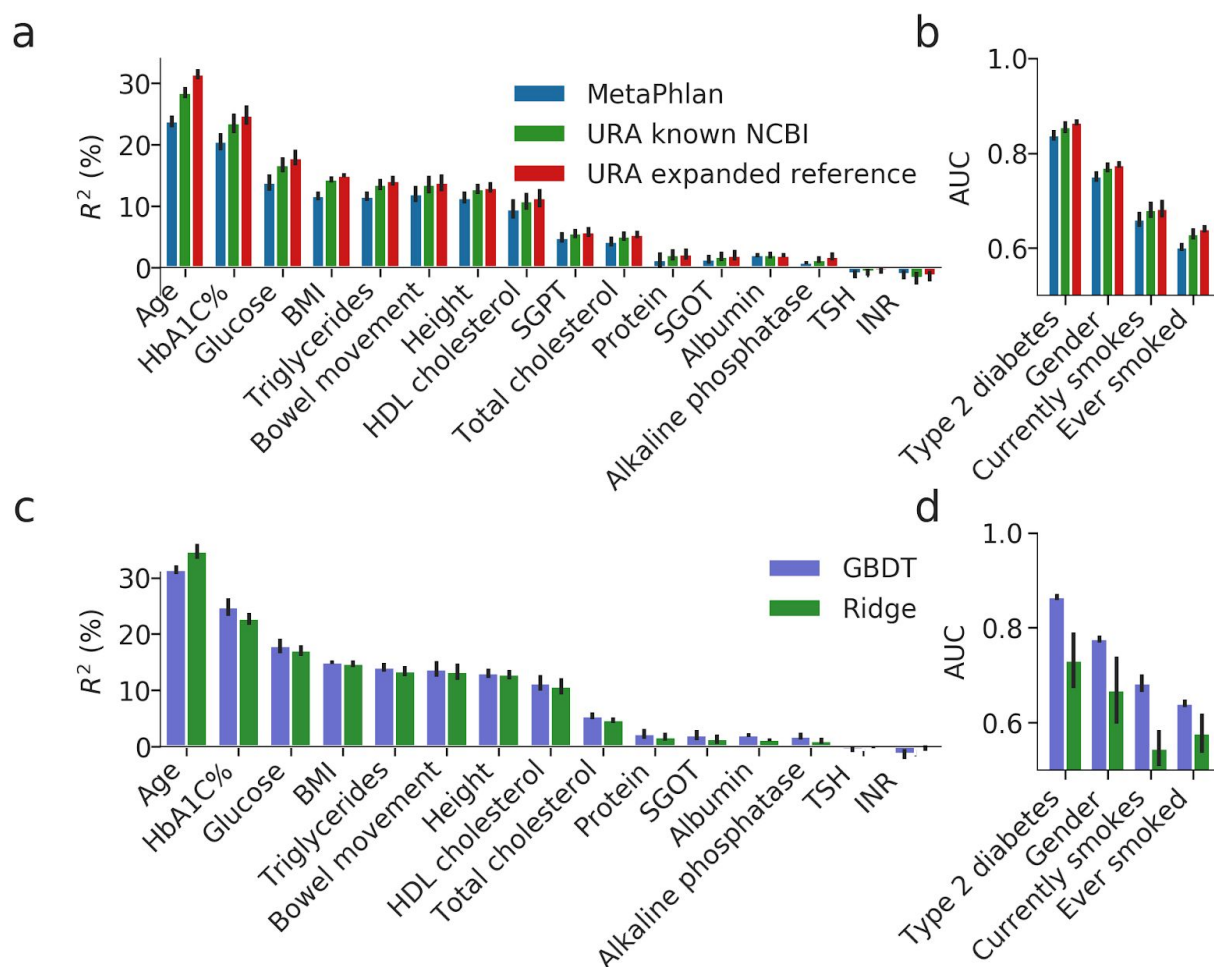 a
R² (%)
30
20
10
0
MetaPhlan
URA known NCBI
URA expanded reference
Age
HbA1C%
Glucose
BMI
Triglycerides
Bowel movement
Height
HDL cholesterol
SGPT
Total cholesterol
Protein
SGOT
Albumin
Alkaline phosphatase
TSH
INR
b
AUC
1.0
0.8
0.6
Type 2 diabetes
Gender
Currently smokes
Ever smoked
c
R² (%)
30
20
10
0
GBDT
Ridge
Age
HbA1C%
Glucose
BMI
Triglycerides
Bowel movement
Height
HDL cholesterol
Total cholesterol
Protein
SGOT
Albumin
Alkaline phosphatase
TSH
INR
d
AUC
1.0
0.8
0.6
Type 2 diabetes
Gender
Currently smokes
Ever smoked